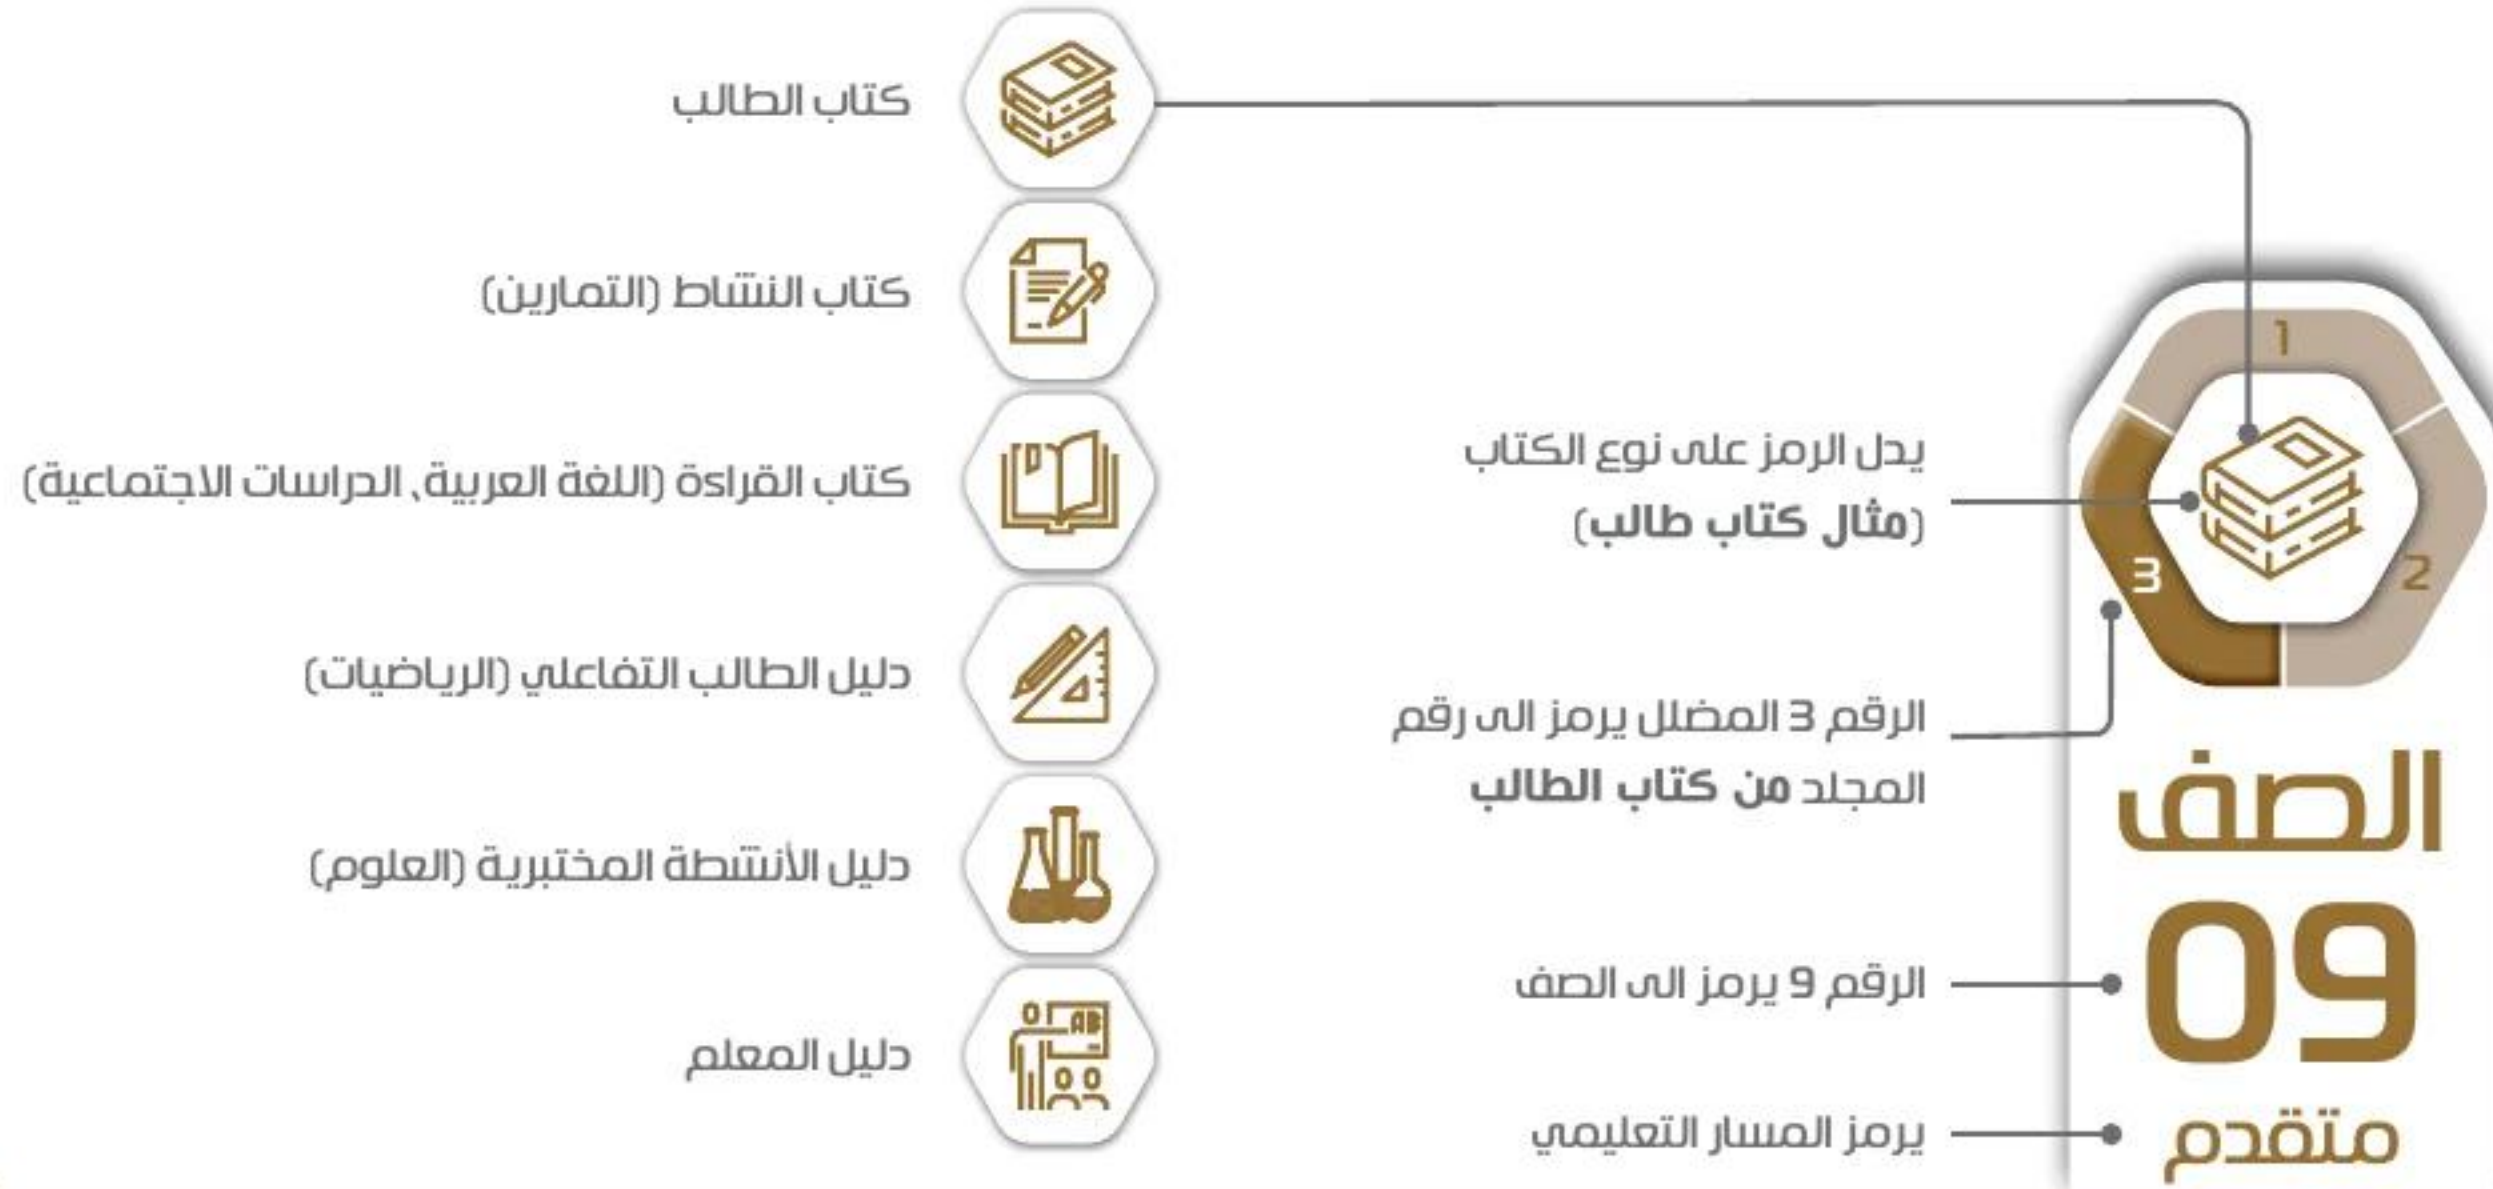 1
2
3
الصف
09
متقدم
يدل الرمز على نوع الكتاب
(مثال كتاب طالب)
الرقم 3 المضلل يرمز الى رقم
المجلد من كتاب الطالب
الرقم 9 يرمز الى الصف
يرمز المسار التعليمي
كتاب الطالب
كتاب النشاط (التمارين)
كتاب القراءة (اللغة العربية، الدراسات الاجتماعية)
دليل الطالب التفاعلي (الرياضيات)
دليل الأنشطة المختبرية (العلوم)
AB
دليل المعلم